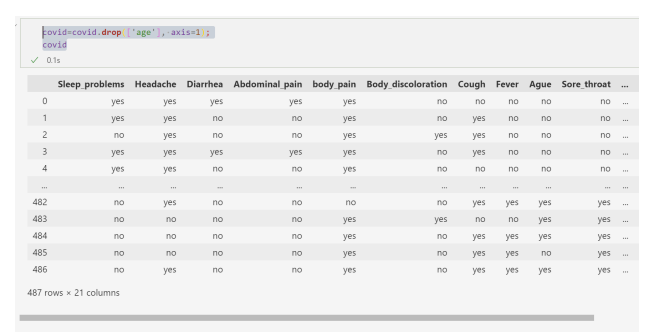 covid=covid.drop ['age'], axis=1 ;
covid
✓ 0.1s
Sleep_problems Headache Diarrhea Abdominal_pain body_pain Body_discoloration Cough Fever Ague Sore_throat ...
0 yes yes yes yes yes no no no no no ...
1 yes yes no no yes no yes no no no ...
2 no yes no no yes yes yes no no no ...
3 yes yes yes yes yes no yes no no no ...
4 yes yes no no yes no no no no no ...
... ... ... ... ... ... ... ... ... ... ... ...
482 no yes no no no no yes yes yes yes ...
483 no no no no yes yes no no yes yes ...
484 no no no no yes no yes yes yes yes ...
485 no no no no yes no yes yes no yes ...
486 no yes no no yes no yes yes yes yes ...
487 rows × 21 columns